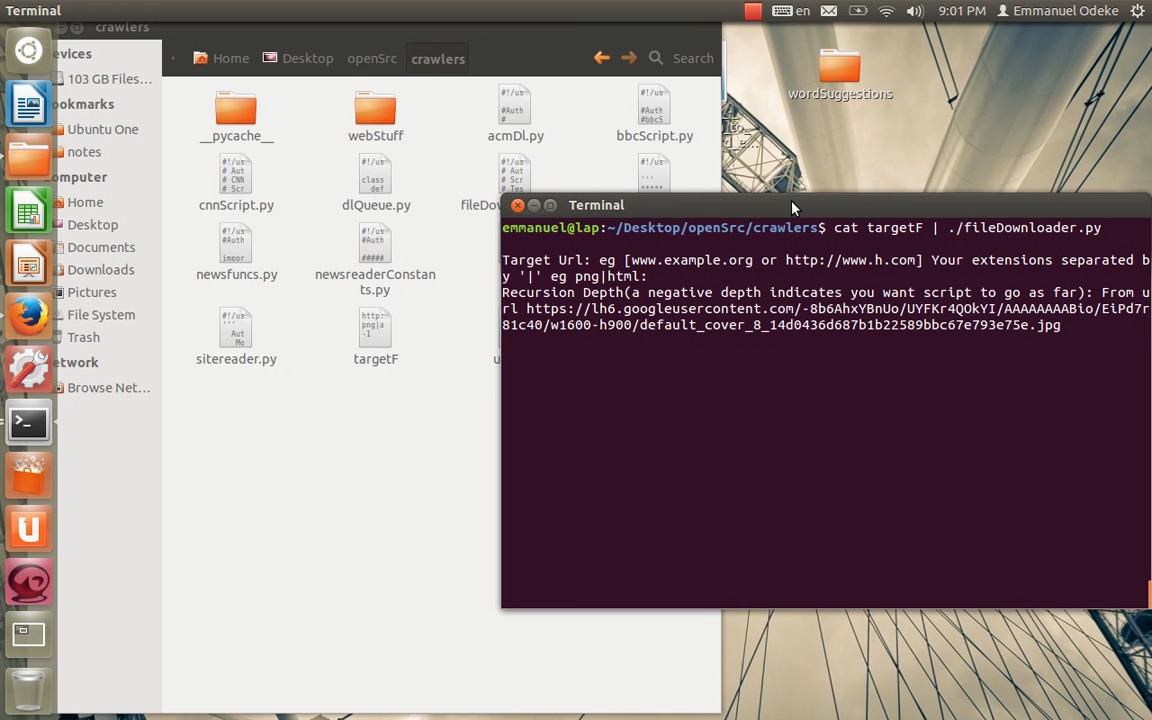 Terminal
en
9:01 PM
Emmanuel Odeke
crawlers
evices
103 GB Files...
ookmarks
Ubuntu One
notes
omputer
Home
Desktop
Documents
Downloads
Pictures
File System
Trash
etwork
Browse Net...
Home
Desktop
openSrc
crawlers
Search
__pycache__
webStuff
acmDl.py
bbcScript.py
cnnScript.py
dlQueue.py
fileDo
newsfuncs.py
newsreaderConstan
ts.py
sitereader.py
targetF
u
wordSuggestions
Terminal
emmanuel@lap:~/Desktop/openSrc/crawlers$ cat targetF | ./fileDownloader.py
Target Url: eg [www.example.org or http://www.h.com] Your extensions separated b
y '|' eg png|html:
Recursion Depth(a negative depth indicates you want script to go as far): From u
rl https://lh6.googleusercontent.com/-8b6AhxYBnUo/UYFKr4QOkYI/AAAAAAAABio/EiPd7r
81c40/w1600-h900/default_cover_8_14d0436d687b1b22589bbc67e793e75e.jpg